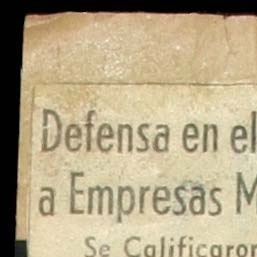 Defensa en el
a Empresas M
Se Calificaron